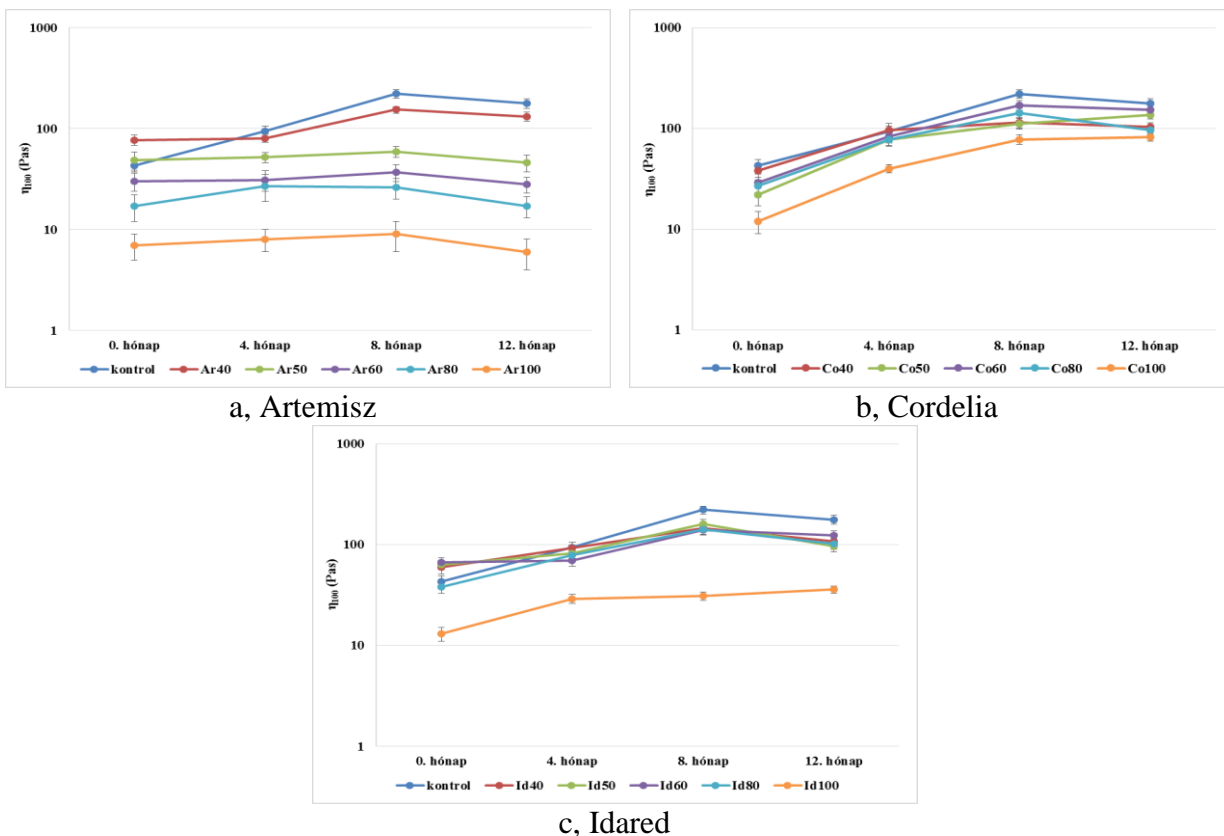 1000
100
10
1
η100 (Pas)
0. hónap 4. hónap 8. hónap 12. hónap
kontrol Ar40 Ar50 Ar60 Ar80 Ar100
a, Artemisz
1000
100
10
1
η100 (Pas)
0. hónap 4. hónap 8. hónap 12. hónap
kontrol Co40 Co50 Co60 Co80 Co100
b, Cordelia
1000
100
10
1
η100 (Pas)
0. hónap 4. hónap 8. hónap 12. hónap
kontrol Id40 Id50 Id60 Id80 Id100
c, Idared